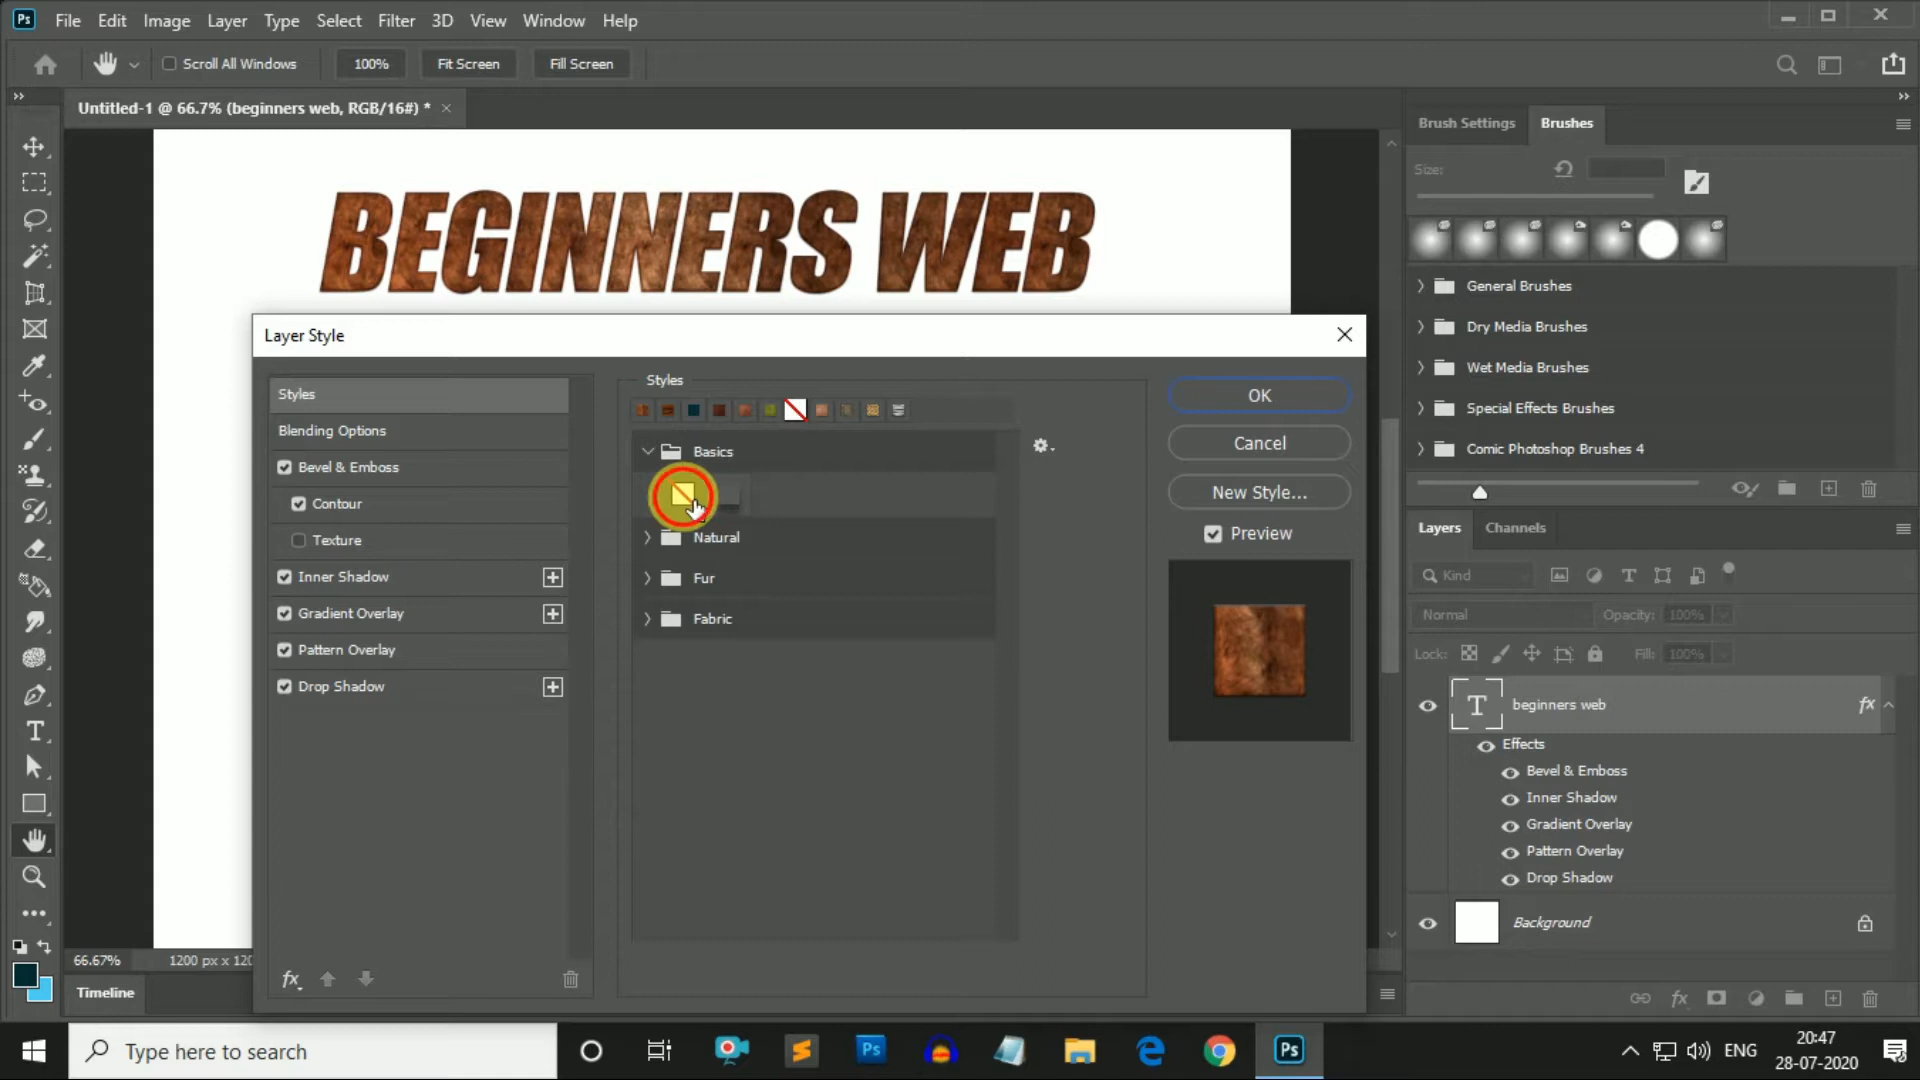 Ps File Edit Image Layer Type Select Filter 3D View Window Help
Scroll All Windows 100% Fit Screen Fill Screen
Untitled-1 @ 66.7% (beginners web, RGB/16#) * ×
BEGINNERS WEB
Layer Style
Styles
Blending Options
Bevel & Emboss
Contour
Texture
Inner Shadow
Gradient Overlay
Pattern Overlay
Drop Shadow
fx
Styles
Basics
Natural
Fur
Fabric
OK
Cancel
New Style...
Preview
66.67% 1200 px x 120
Timeline
Brush Settings Brushes
Size:
General Brushes
Dry Media Brushes
Wet Media Brushes
Special Effects Brushes
Comic Photoshop Brushes 4
Layers Channels
Kind
Normal Opacity: 100%
Lock: Fill: 100%
T beginners web fx
Effects
Bevel & Emboss
Inner Shadow
Gradient Overlay
Pattern Overlay
Drop Shadow
Background
fx
Type here to search
Ps
Ps
ENG
20:47
28-07-2020